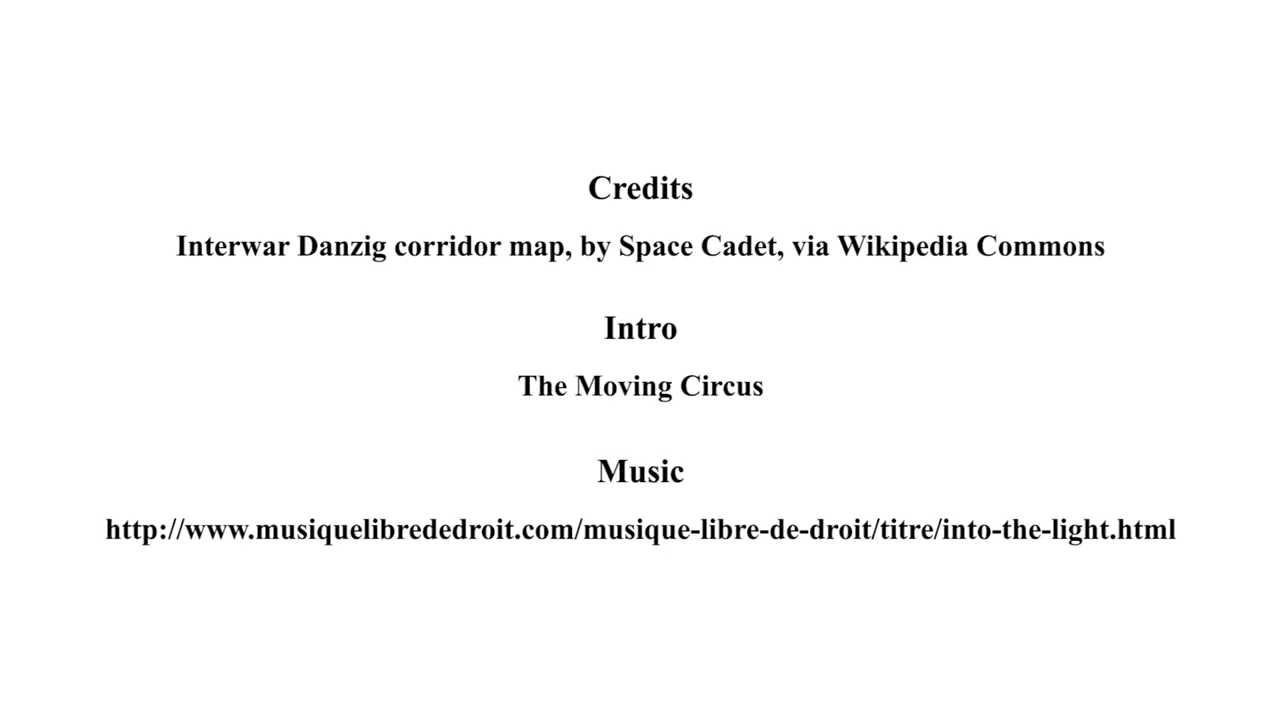 Credits
Interwar Danzig corridor map, by Space Cadet, via Wikipedia Commons
Intro
The Moving Circus
Music
http://www.musiquelibrededroit.com/musique-libre-de-droit/titre/into-the-light.html